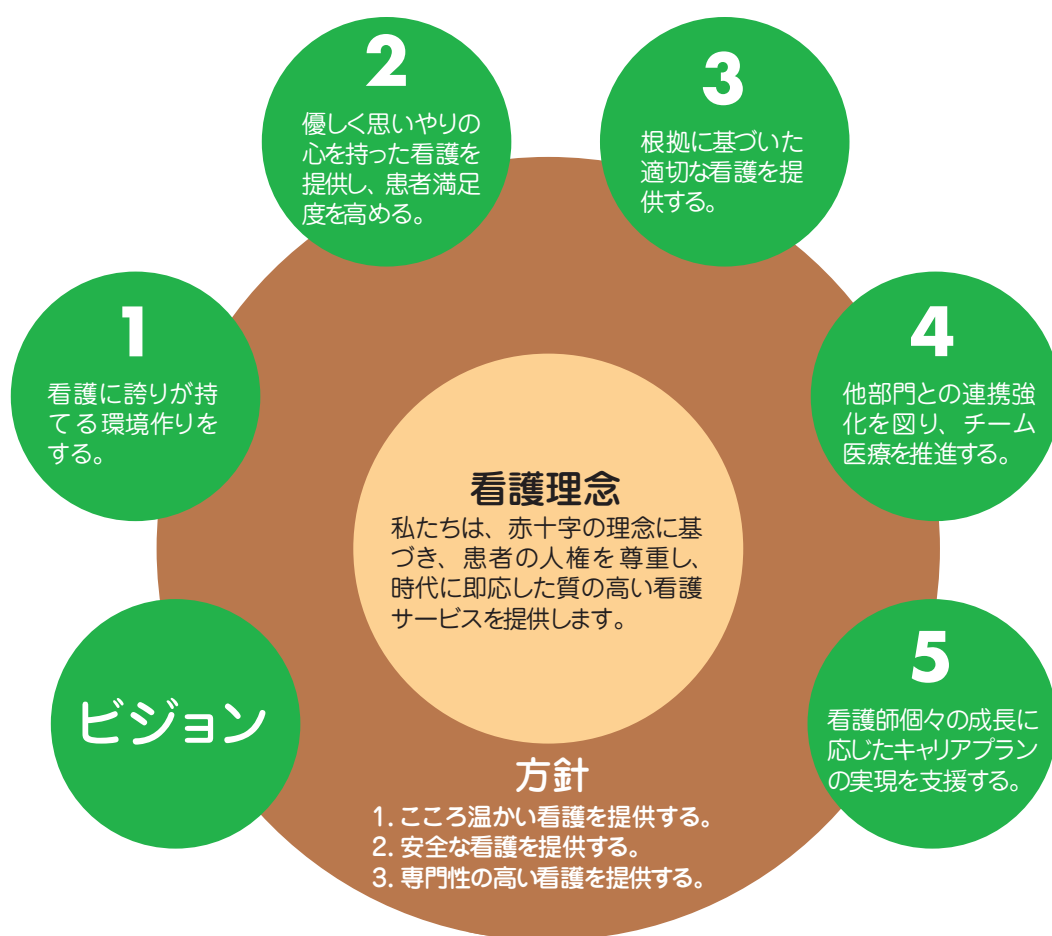 ビジョン
1
看護に誇りが持
てる環境作りを
する。
2
優しく思いやりの
心を持った看護を
提供し、患者満足
度を高める。
3
根拠に基づいた
適切な看護を提
供する。
4
他部門との連携強
化を図り、チーム
医療を推進する。
5
看護師個々の成長に
応じたキャリアプラン
の実現を支援する。
看護理念
私たちは、赤十字の理念に基
づき、患者の人権を尊重し、
時代に即応した質の高い看護
サービスを提供します。
方針
1. こころ温かい看護を提供する。
2. 安全な看護を提供する。
3. 専門性の高い看護を提供する。